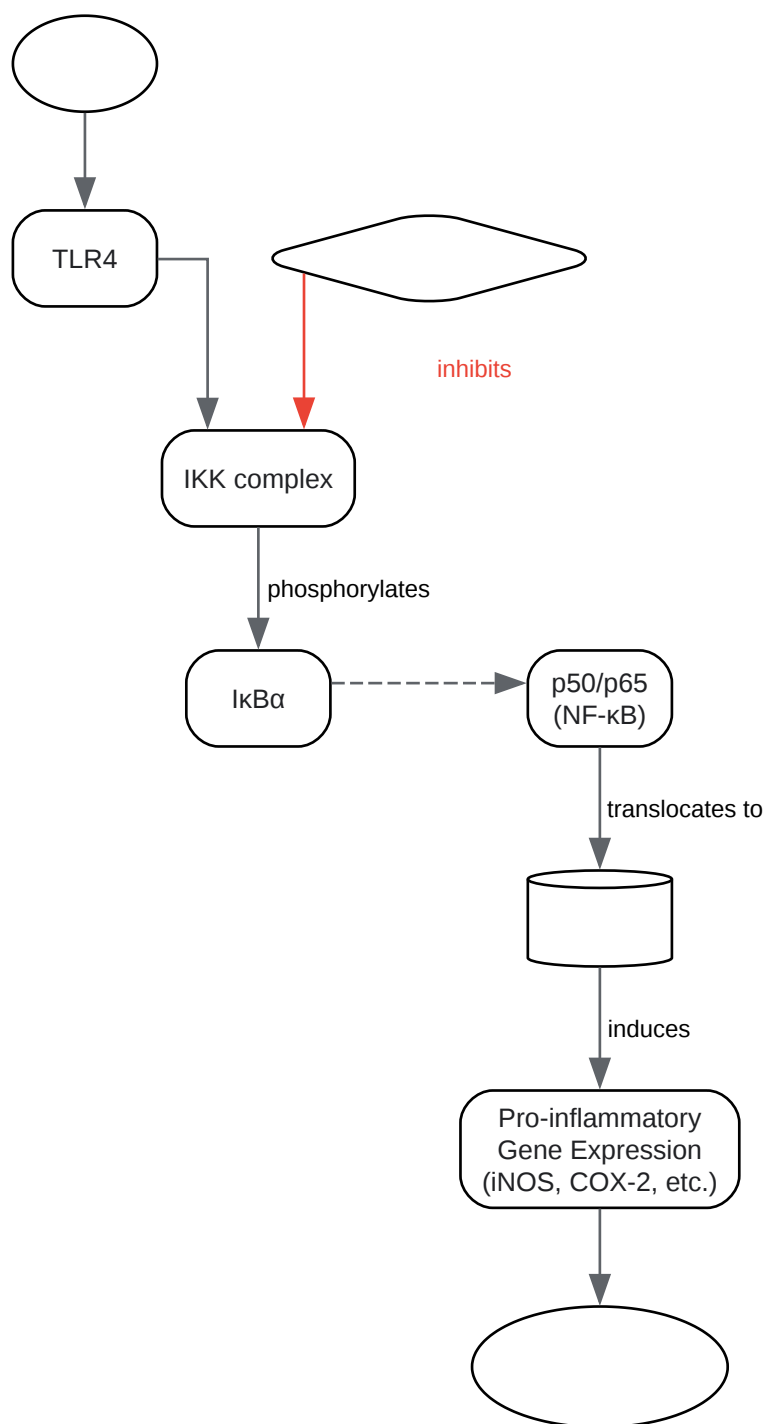 TLR4
inhibits
IKK complex
phosphorylates
IκBα
p50/p65
(NF-κB)
translocates to
induces
Pro-inflammatory
Gene Expression
(iNOS, COX-2, etc.)